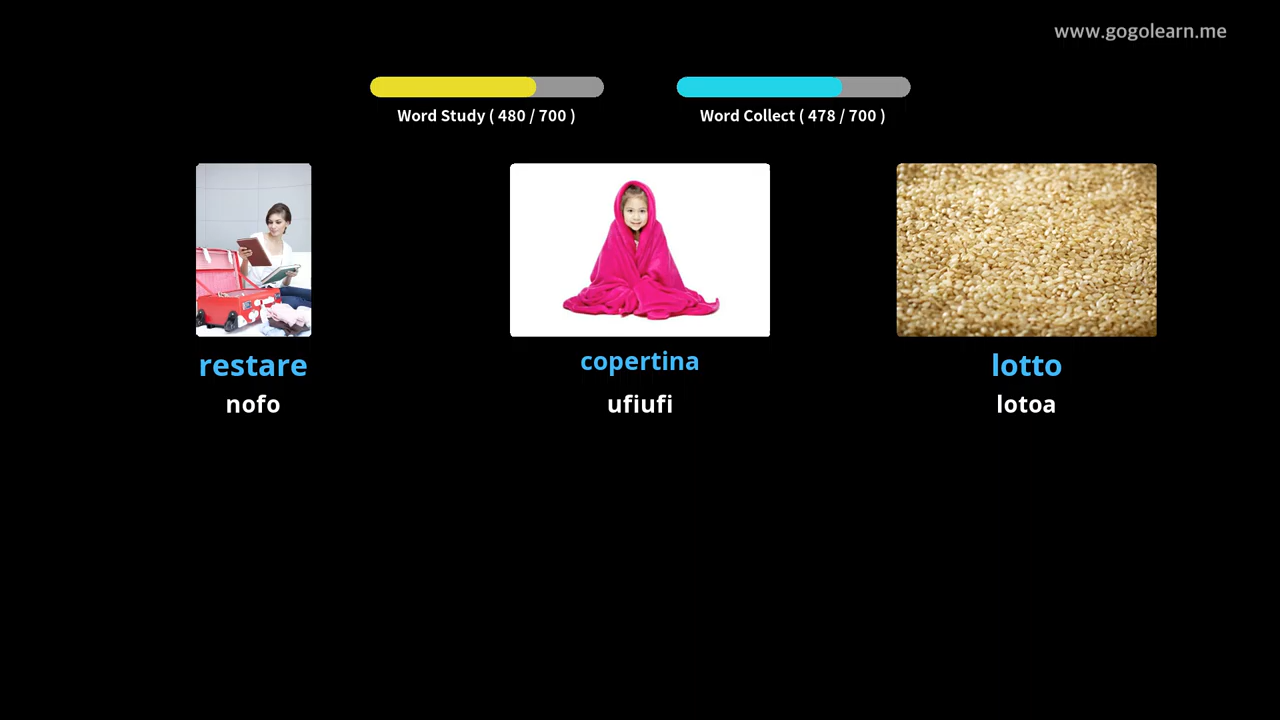 www.gogolearn.me
Word Study ( 480 / 700 )
Word Collect ( 478 / 700 )
restare
copertina
lotto
nofo
ufiufi
lotoa